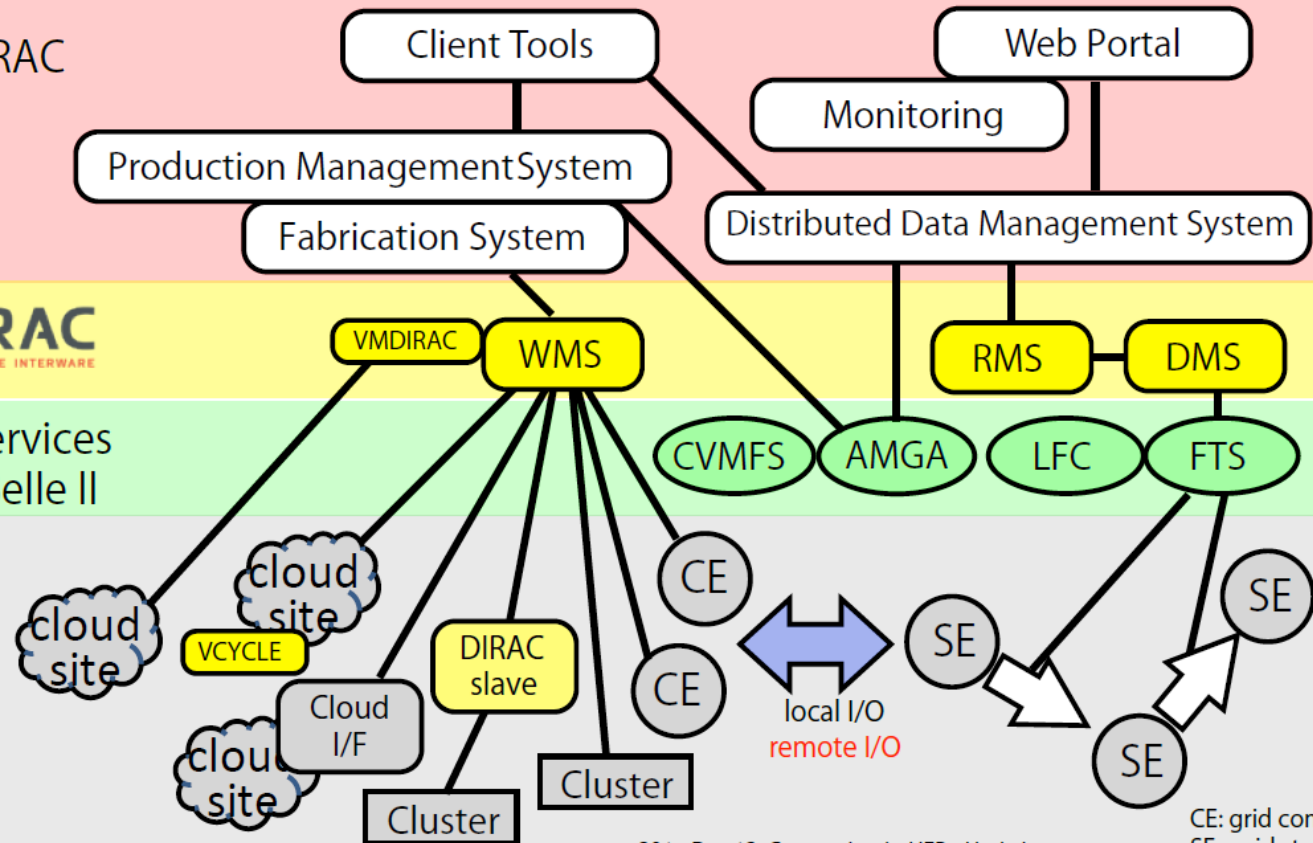 RAC
Client Tools
Web Portal
Monitoring
Production Management System
Fabrication System
Distributed Data Management System
RAC
E INTERWARE
VMDIRAC
WMS
RMS
DMS
ervices
elle II
CVMFS
AMGA
LFC
FTS
cloud
site
cloud
site
VCYCLE
DIRAC
slave
CE
CE
SE
SE
SE
local I/O
remote I/O
Cloud
I/F
cloud
site
Cluster
Cluster
CE: grid con